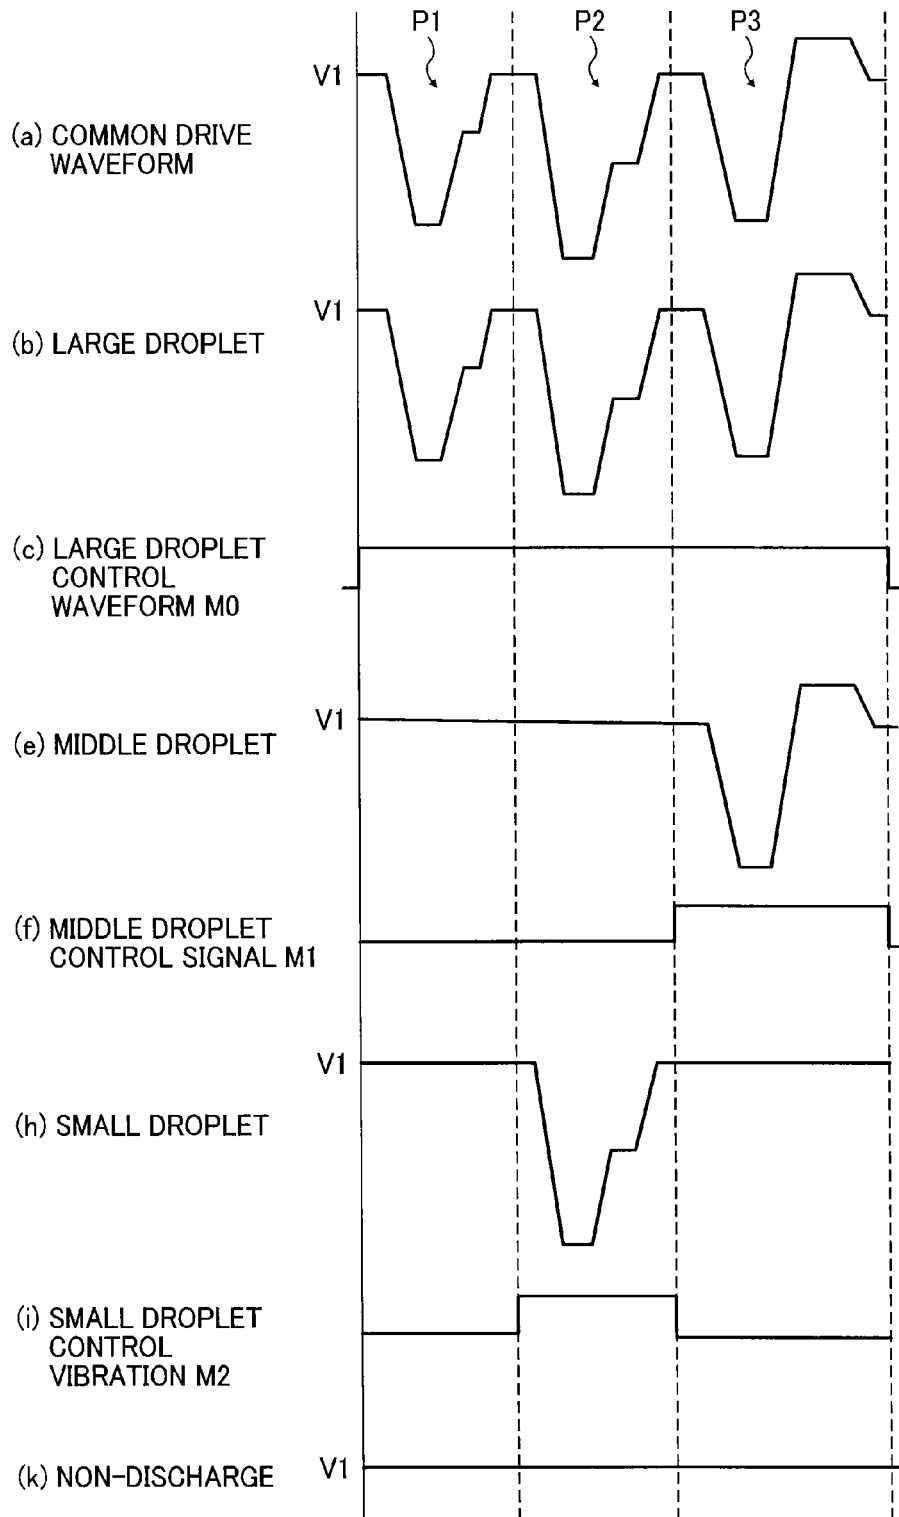 P1 P2 P3
V1
(a) COMMON DRIVE
WAVEFORM
V1
(b) LARGE DROPLET
(c) LARGE DROPLET
CONTROL
WAVEFORM M0
V1
(e) MIDDLE DROPLET
(f) MIDDLE DROPLET
CONTROL SIGNAL M1
V1
(h) SMALL DROPLET
(i) SMALL DROPLET
CONTROL
VIBRATION M2
(k) NON-DISCHARGE V1